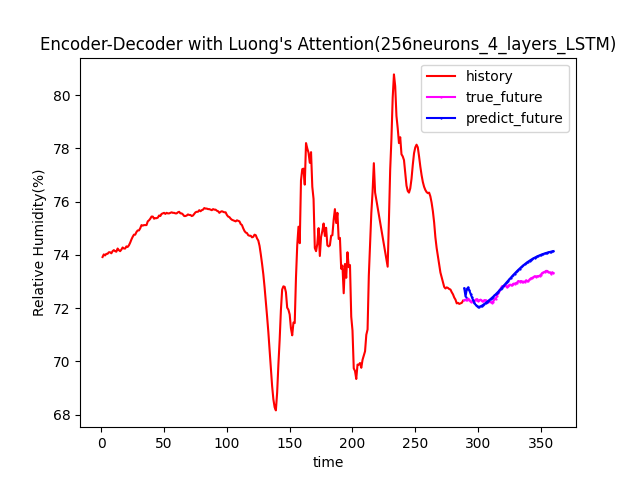 Encoder-Decoder with Luong's Attention(256neurons_4_layers_LSTM)
history
true_future
predict_future
Relative Humidity(%)
80
78
76
74
72
70
68
0 50 100 150 200 250 300 350
time